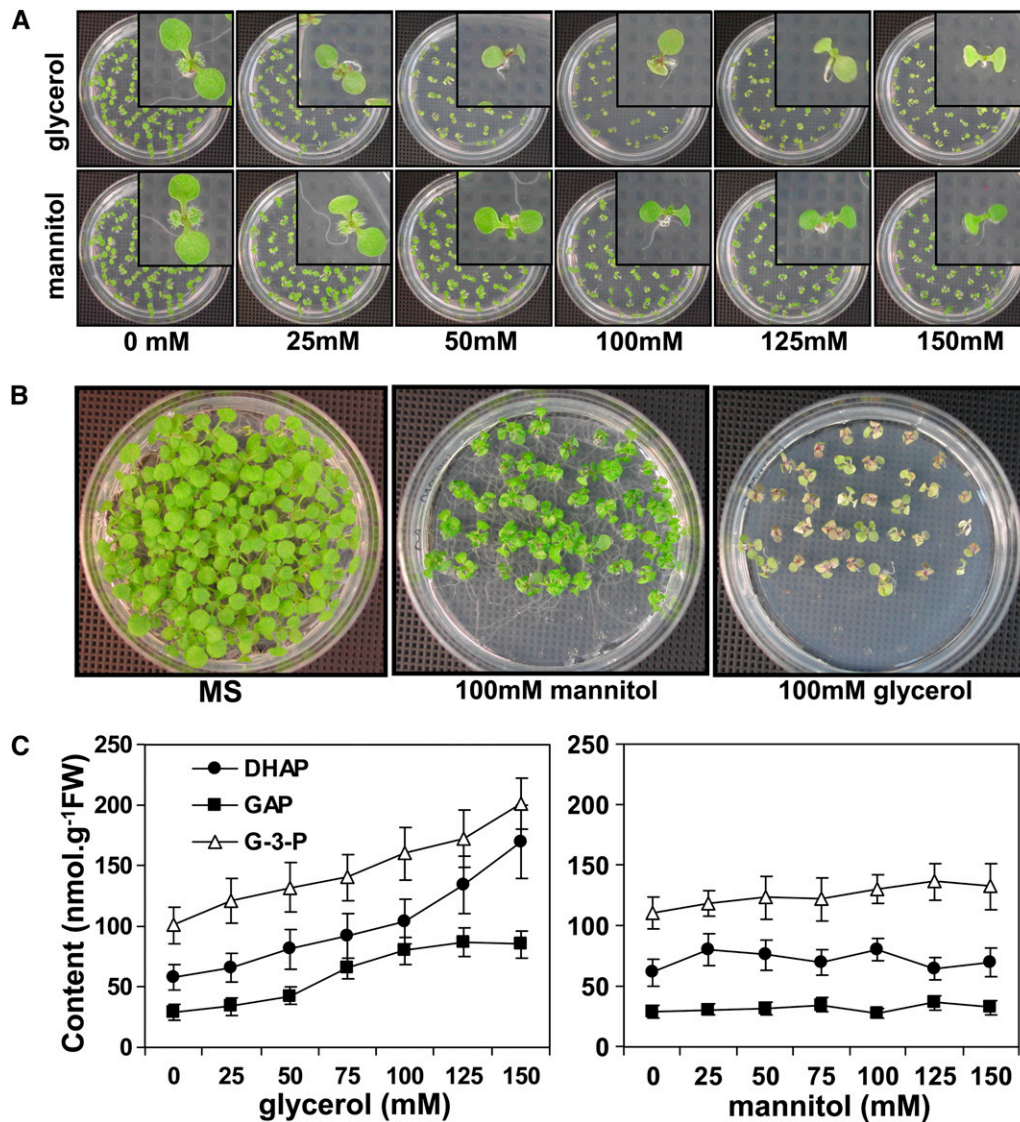 A
glycerol
mannitol
0 mM 25mM 50mM 100mM 125mM 150mM
B
MS 100mM mannitol 100mM glycerol
C
Content (nmol.g-1FW)
250
200
150
100
50
0
DHAP
GAP
G-3-P
0 25 50 75 100 125 150
glycerol (mM)
250
200
150
100
50
0
0 25 50 75 100 125 150
mannitol (mM)